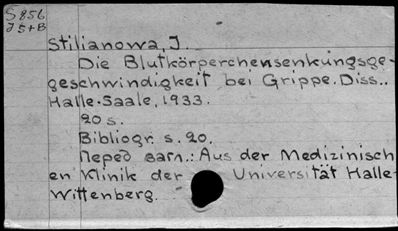 S 856
J5+B
Stilianowa, J.
Die Blutkörperchensenkungsge-
geschwindigkeit bei Grippe. Diss..
Halle-Saale, 1933.
20 s.
Bibliogr. s. 20.
Перед загл.: Aus der Medizinisch
en Klinik der Universität Halle-
Wittenberg.